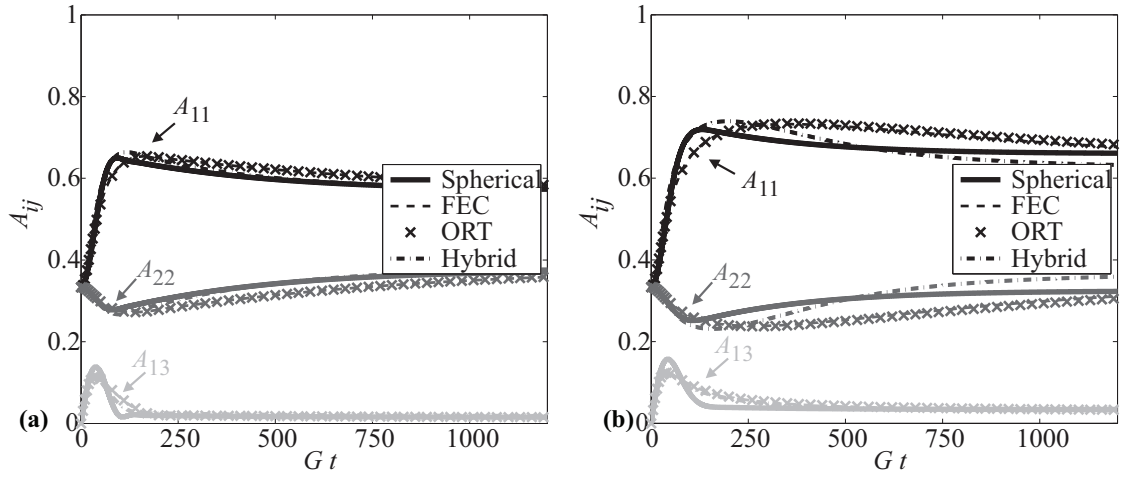 1
0.8
0.6
0.4
0.2
0
A_ij
A_11
A_22
A_13
Spherical
FEC
ORT
Hybrid
(a)
0 250 500 750 1000
G t
1
0.8
0.6
0.4
0.2
0
A_ij
A_11
A_22
A_13
Spherical
FEC
ORT
Hybrid
(b)
0 250 500 750 1000
G t